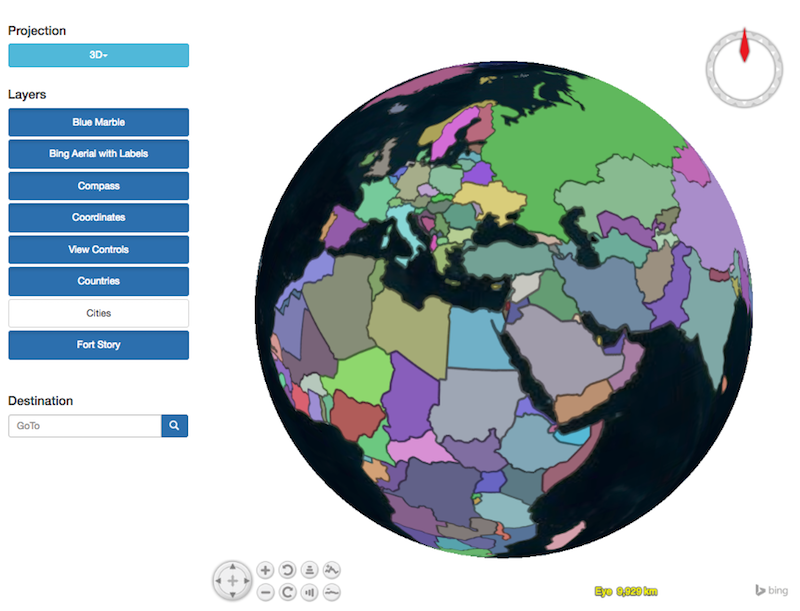 Projection
3D
Layers
Blue Marble
Bing Aerial with Labels
Compass
Coordinates
View Controls
Countries
Cities
Fort Story
Destination
GoTo
Eye 9,929 km
bing